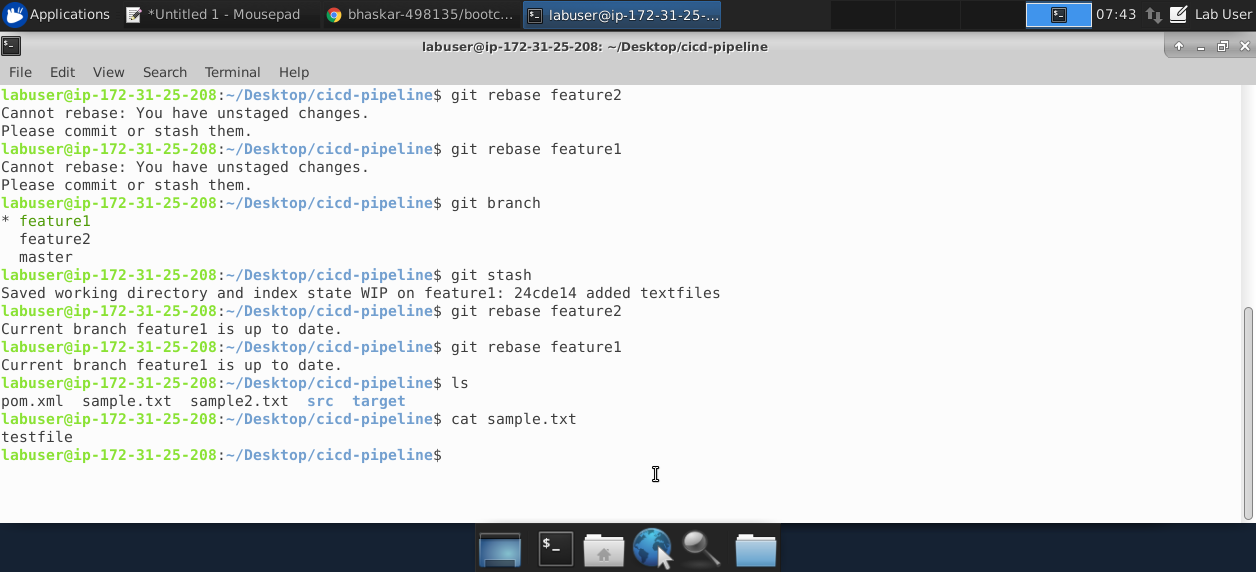 Applications *Untitled 1 - Mousepad bhaskar-498135/bootc... labuser@ip-172-31-25-... 07:43 Lab User
labuser@ip-172-31-25-208: ~/Desktop/cicd-pipeline
File Edit View Search Terminal Help
labuser@ip-172-31-25-208:~/Desktop/cicd-pipeline$ git rebase feature2
Cannot rebase: You have unstaged changes.
Please commit or stash them.
labuser@ip-172-31-25-208:~/Desktop/cicd-pipeline$ git rebase feature1
Cannot rebase: You have unstaged changes.
Please commit or stash them.
labuser@ip-172-31-25-208:~/Desktop/cicd-pipeline$ git branch
* feature1
  feature2
  master
labuser@ip-172-31-25-208:~/Desktop/cicd-pipeline$ git stash
Saved working directory and index state WIP on feature1: 24cde14 added textfiles
labuser@ip-172-31-25-208:~/Desktop/cicd-pipeline$ git rebase feature2
Current branch feature1 is up to date.
labuser@ip-172-31-25-208:~/Desktop/cicd-pipeline$ git rebase feature1
Current branch feature1 is up to date.
labuser@ip-172-31-25-208:~/Desktop/cicd-pipeline$ ls
pom.xml  sample.txt  sample2.txt  src  target
labuser@ip-172-31-25-208:~/Desktop/cicd-pipeline$ cat sample.txt
testfile
labuser@ip-172-31-25-208:~/Desktop/cicd-pipeline$
$_